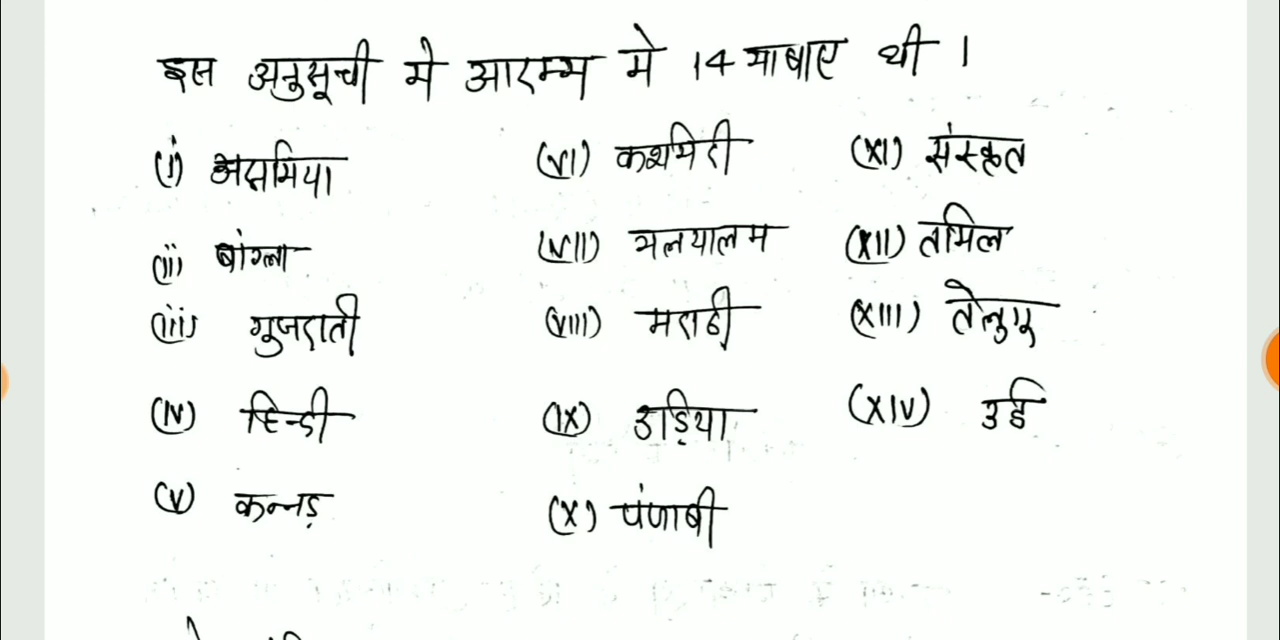 इस अनुसूची मे आरम्भ मे 14 भाषाए थी ।
(i) असमिया
(ii) बांग्ला
(iii) गुजराती
(iv) हिन्दी
(v) कन्नड़
(VI) कशमिरी
(VII) मलयालम
(VIII) मराठी
(IX) उड़िया
(X) पंजाबी
(XI) संस्कृत
(XII) तमिल
(XIII) तेलुगू
(XIV) उर्दू